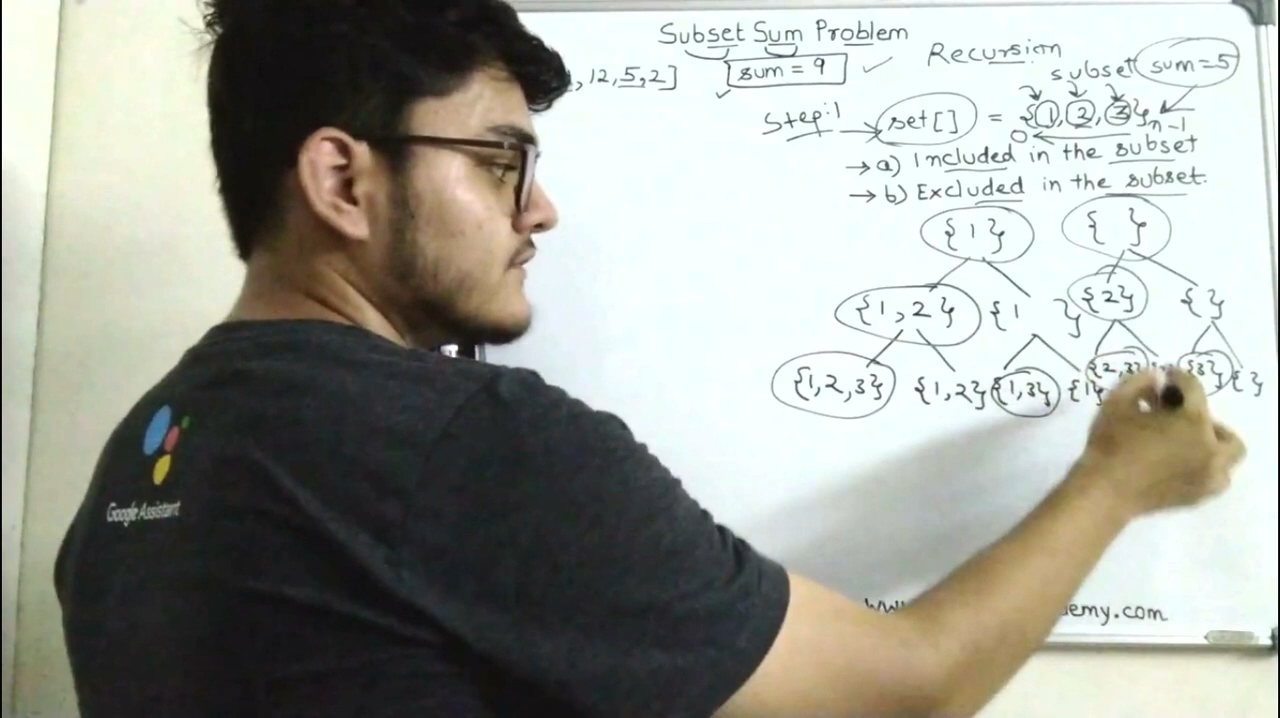 Subset Sum Problem
, 12, 5, 2]
sum = 9
Recursion
subset
sum=5
Step:1
set[] = {1, 2, 3}
0
n-1
a) Included in the subset
b) Excluded in the subset.
{1} { }
{1, 2} {1 } {2} { }
{1, 2, 3} {1, 2} {1, 3} {1} {2, 3} {3} { }
emy.com
Google Assistant